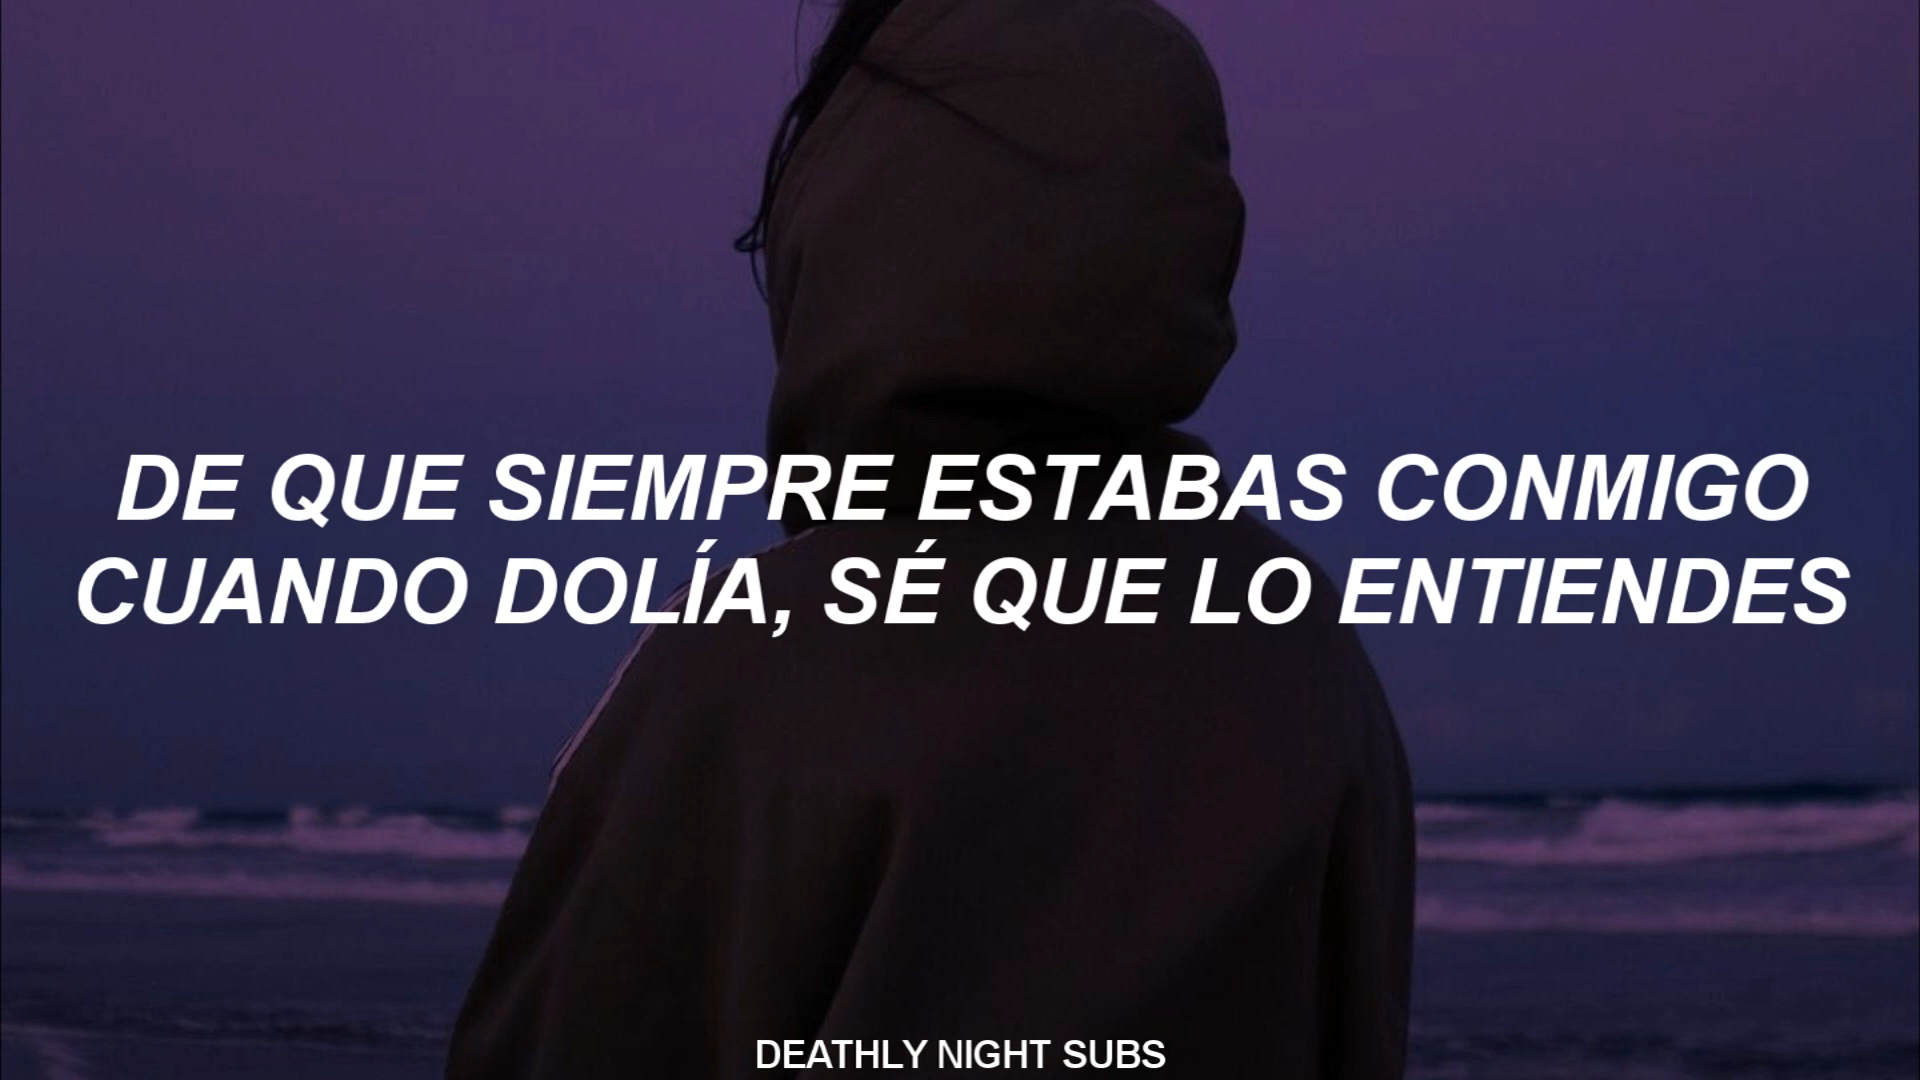 DE QUE SIEMPRE ESTABAS CONMIGO
CUANDO DOLÍA, SÉ QUE LO ENTIENDES
DEATHLY NIGHT SUBS